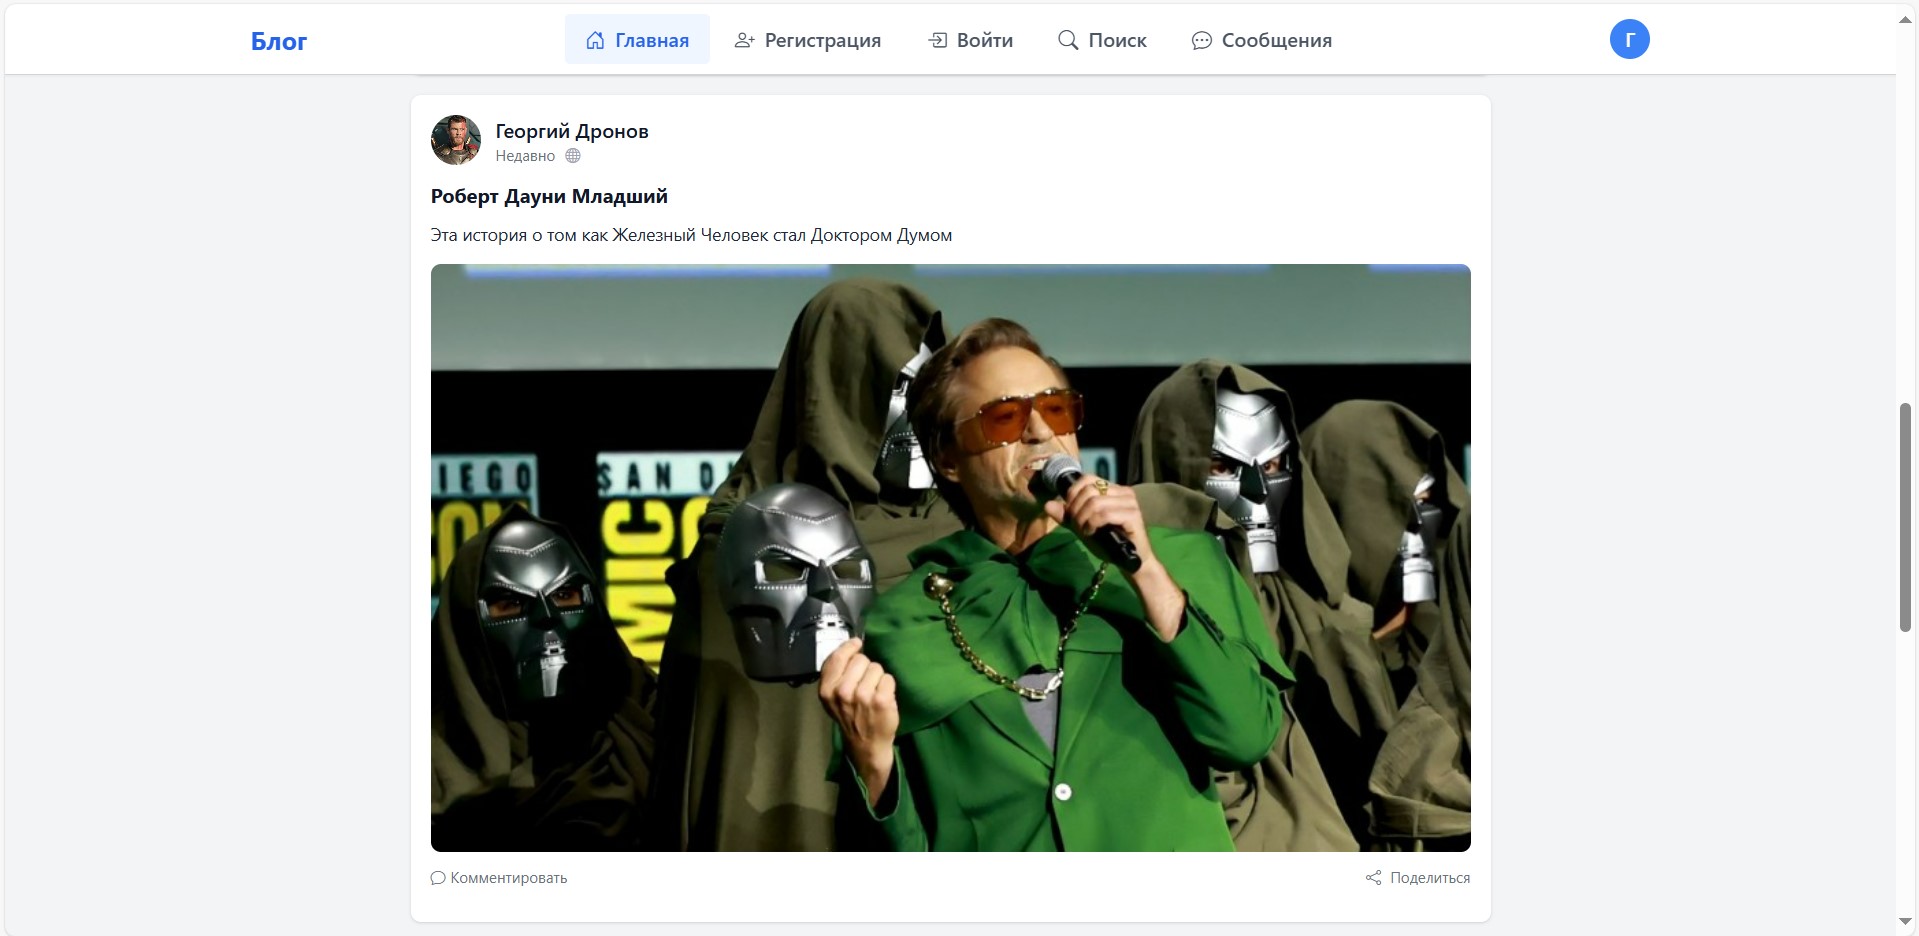 Блог
Главная
Регистрация
Войти
Поиск
Сообщения
Г
Георгий Дронов
Недавно
Роберт Дауни Младший
Эта история о том как Железный Человек стал Доктором Думом
IEGO
SAN D
O
MIC
Комментировать
Поделиться